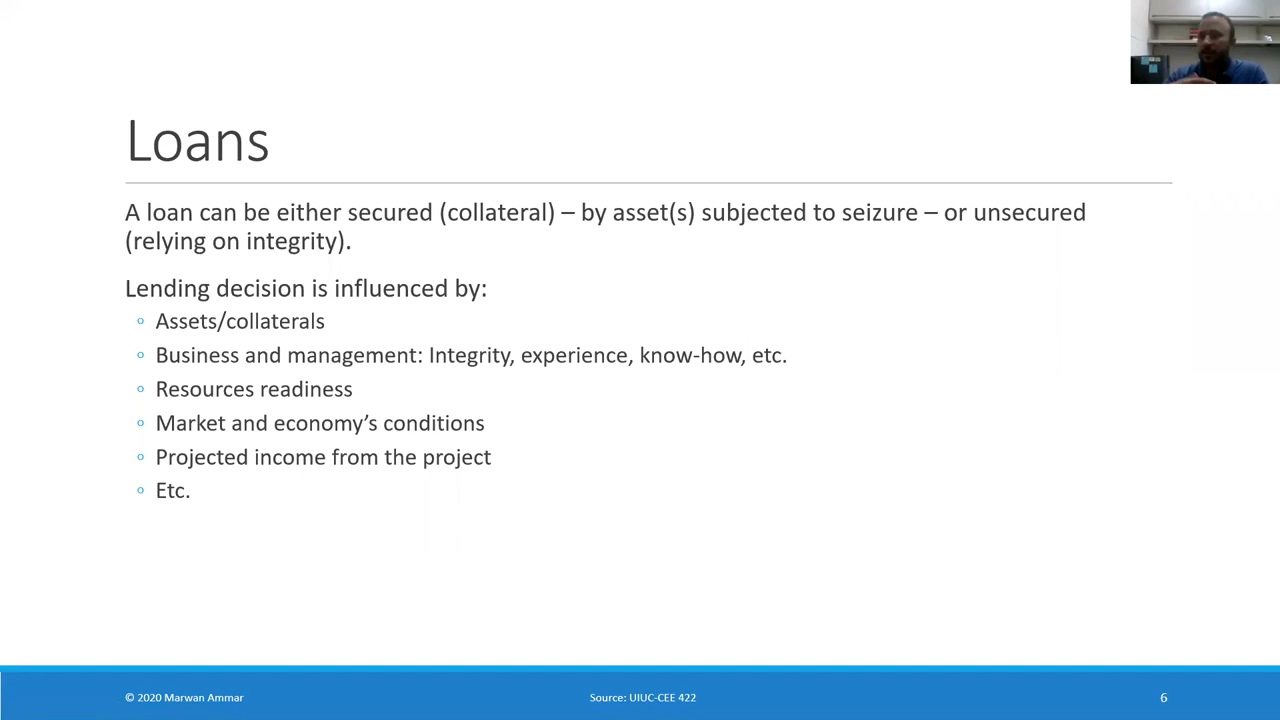 Loans
A loan can be either secured (collateral) – by asset(s) subjected to seizure – or unsecured
(relying on integrity).
Lending decision is influenced by:
◦ Assets/collaterals
◦ Business and management: Integrity, experience, know-how, etc.
◦ Resources readiness
◦ Market and economy’s conditions
◦ Projected income from the project
◦ Etc.
© 2020 Marwan Ammar
Source: UIUC-CEE 422
6